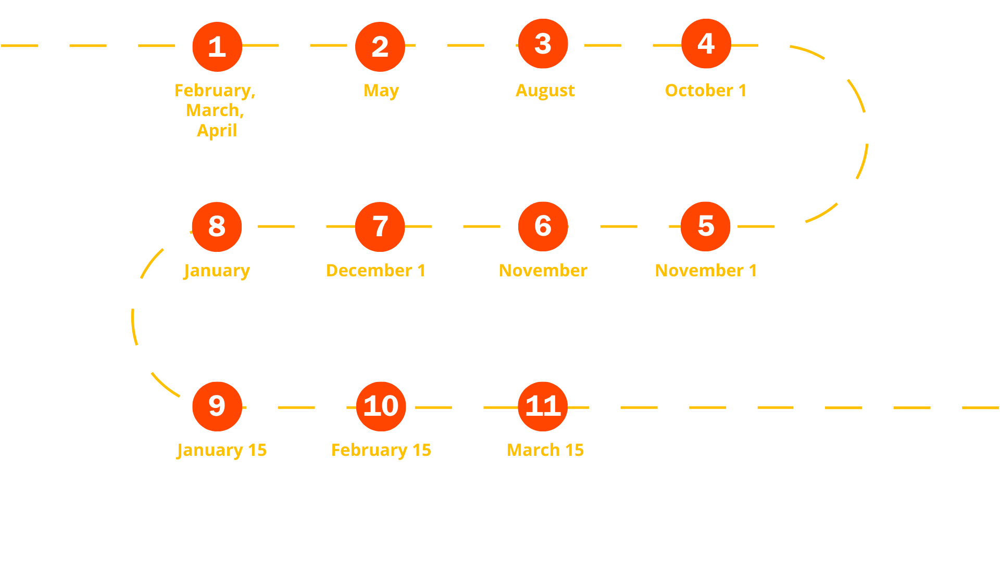 1
February,
March,
April
2
May
3
August
4
October 1
5
November 1
6
November
7
December 1
8
January
9
January 15
10
February 15
11
March 15